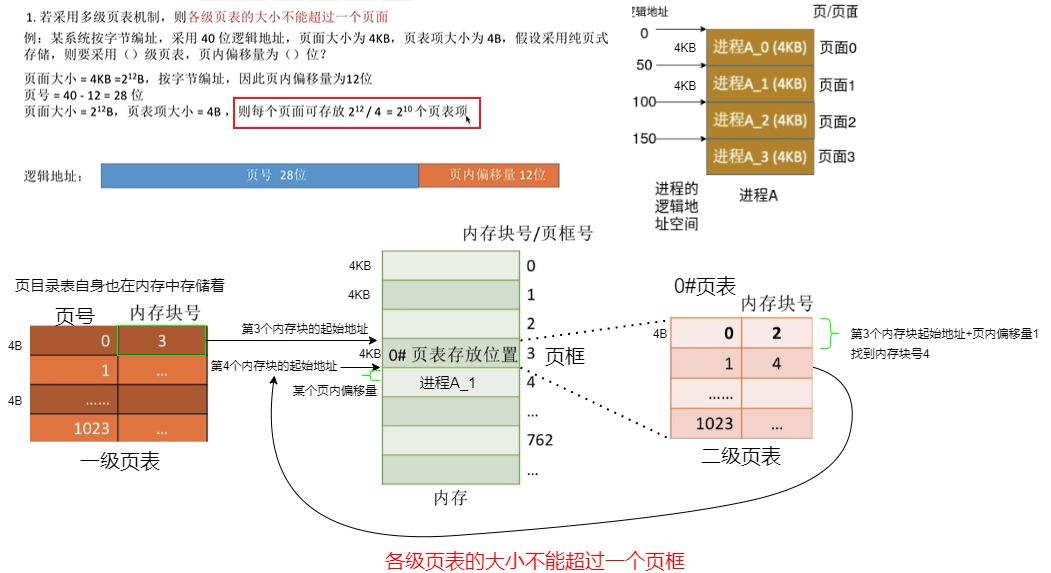 1. 若采用多级页表机制，则各级页表的大小不能超过一个页面
例：某系统按字节编址，采用 40 位逻辑地址，页面大小为 4KB，页表项大小为 4B，假设采用纯页式
存储，则要采用（）级页表，页内偏移量为（）位？
页面大小 = 4KB =2¹²B，按字节编址，因此页内偏移量为12位
页号 = 40 - 12 = 28 位
页面大小 = 2¹²B，页表项大小 = 4B ，则每个页面可存放 2¹² / 4 = 2¹⁰ 个页表项
逻辑地址：
页号 28位
页内偏移量 12位
逻辑地址
页/页面
0
4KB
进程A_0 (4KB)
页面0
50
4KB
进程A_1 (4KB)
页面1
100
进程A_2 (4KB)
页面2
150
进程A_3 (4KB)
页面3
进程的
逻辑地
址空间
进程A
页目录表自身也在内存中存储着
页号
内存块号
4B
0
3
1
...
4B
......
1023
...
一级页表
第3个内存块的起始地址
第4个内存块的起始地址
某个页内偏移量
内存块号/页框号
4KB
0
4KB
1
2
4KB
0# 页表存放位置
3
页框
进程A_1
4
...
762
...
内存
0#页表
内存块号
4B
0
2
1
4
......
1023
...
二级页表
第3个内存块起始地址+页内偏移量1
找到内存块号4
各级页表的大小不能超过一个页框